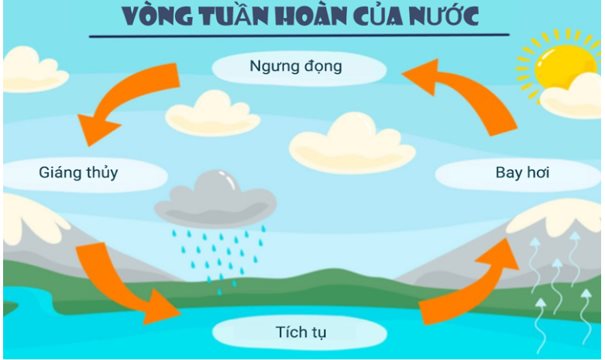 VÒNG TUẦN HOÀN CỦA NƯỚC
Ngưng đọng
Giáng thủy
Bay hơi
Tích tụ